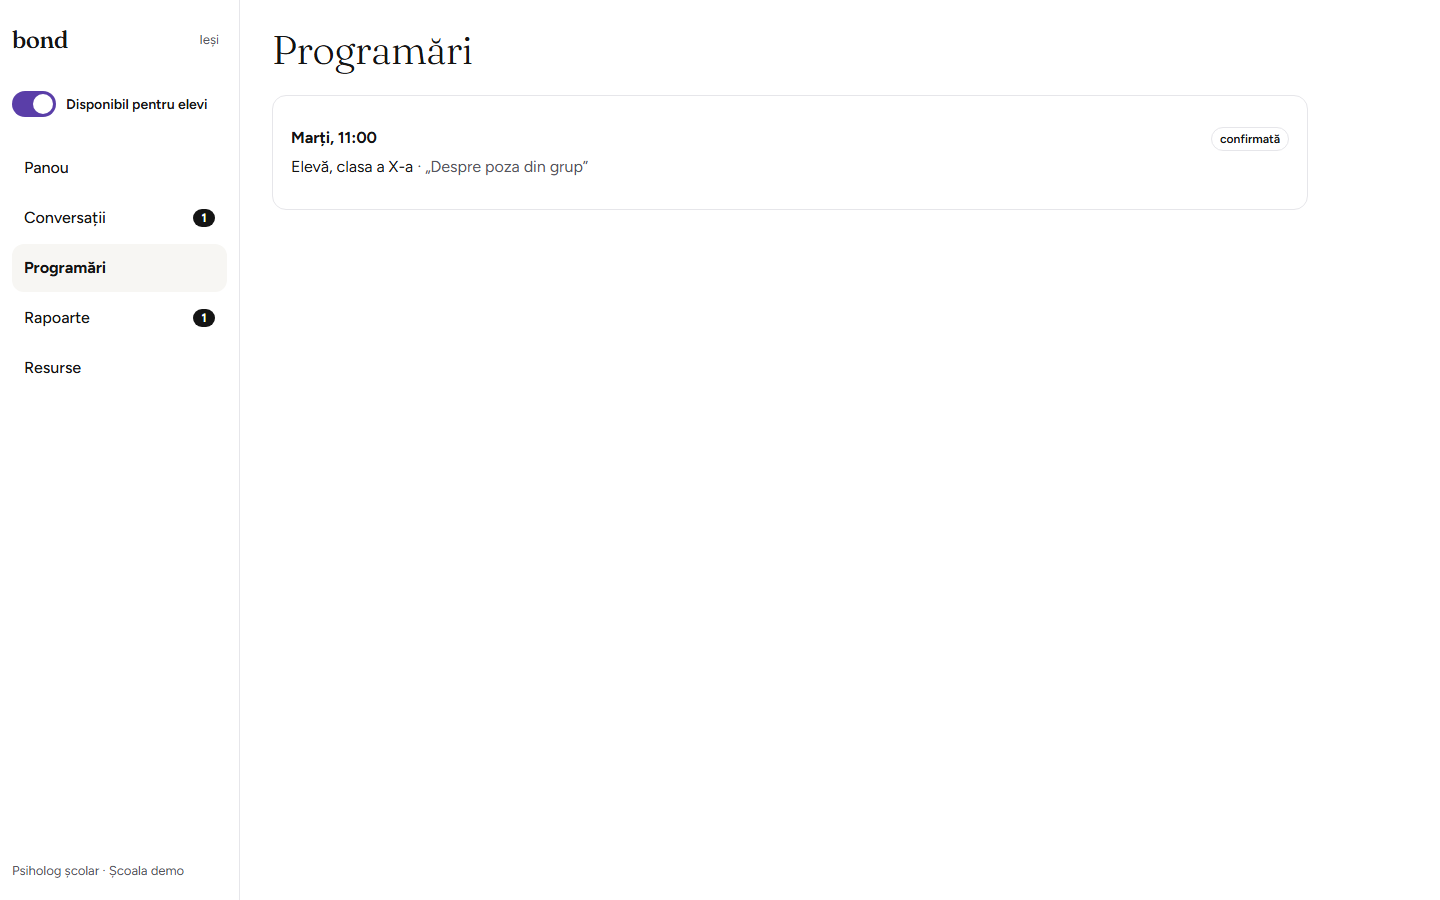 bond
Ieși
Disponibil pentru elevi
Panou
Conversații 1
Programări
Rapoarte 1
Resurse
Psiholog școlar · Școala demo
Programări
Marți, 11:00
confirmată
Elevă, clasa a X-a · „Despre poza din grup”